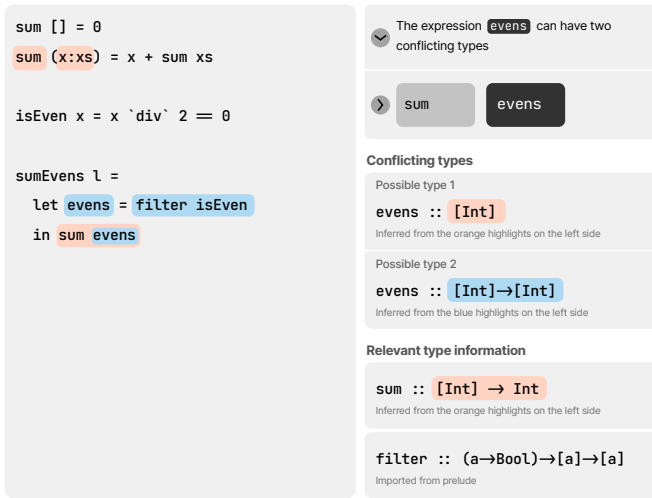 sum [] = 0
sum (x:xs) = x + sum xs
isEven x = x `div` 2 == 0
sumEvens l =
let evens = filter isEven
in sum evens
The expression evens can have two
conflicting types
sum evens
Conflicting types
Possible type 1
evens :: [Int]
Inferred from the orange highlights on the left side
Possible type 2
evens :: [Int]→[Int]
Inferred from the blue highlights on the left side
Relevant type information
sum :: [Int] → Int
Inferred from the orange highlights on the left side
filter :: (a→Bool)→[a]→[a]
Imported from prelude